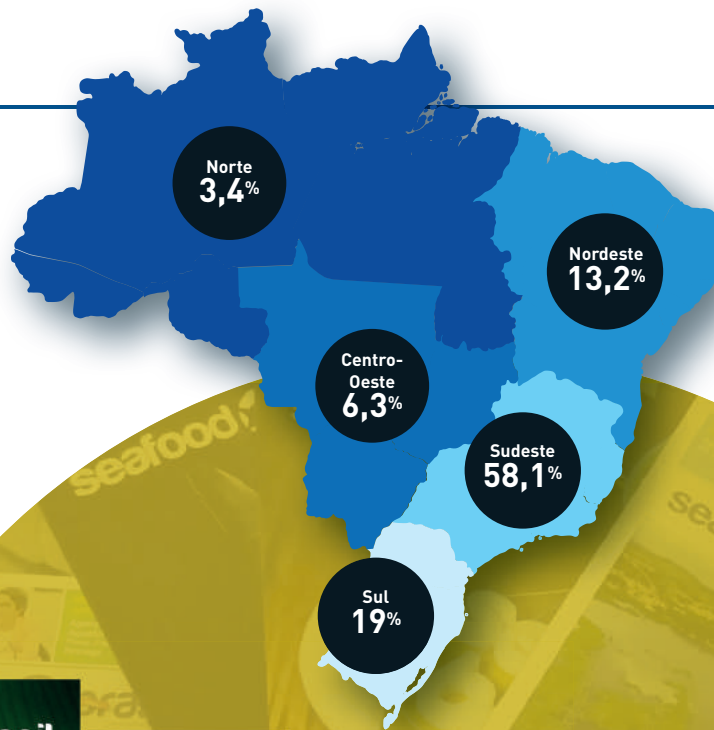 Norte
3,4%
Nordeste
13,2%
Centro-
Oeste
6,3%
seafood
Sudeste
58,1%
Sul
19%